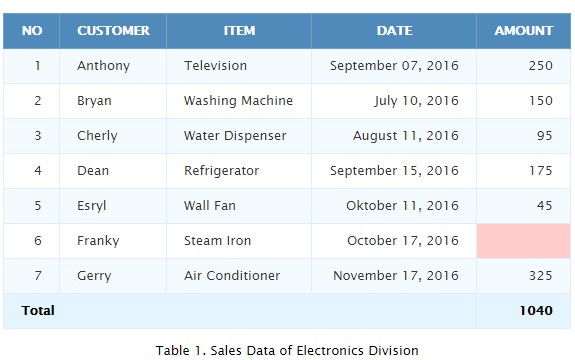 NO CUSTOMER ITEM DATE AMOUNT
1 Anthony Television September 07, 2016 250
2 Bryan Washing Machine July 10, 2016 150
3 Cherly Water Dispenser August 11, 2016 95
4 Dean Refrigerator September 15, 2016 175
5 Esryl Wall Fan Oktober 11, 2016 45
6 Franky Steam Iron October 17, 2016
7 Gerry Air Conditioner November 17, 2016 325
Total 1040
Table 1. Sales Data of Electronics Division